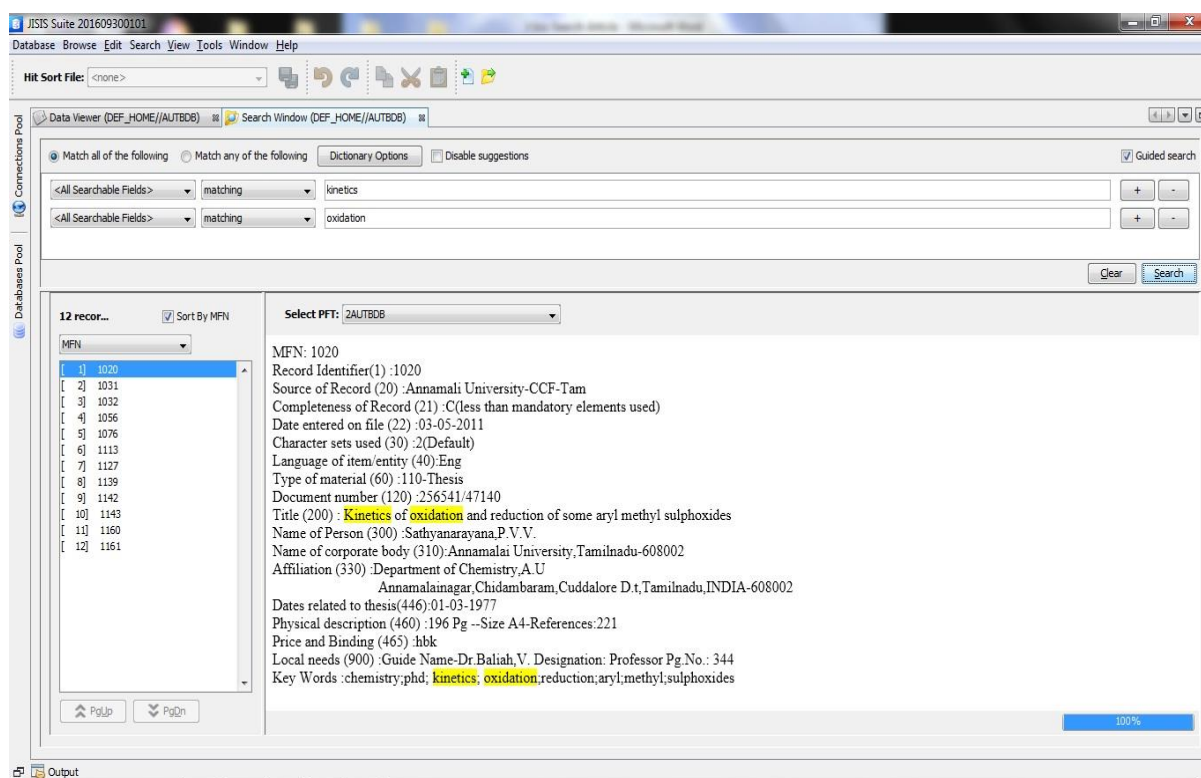 JISIS Suite 201609300101
Database Browse Edit Search View Tools Window Help
Hit Sort File: <none>
Data Viewer (DEF_HOME//AUTBDB) Search Window (DEF_HOME//AUTBDB)
Connections Pool
Databases Pool
Match all of the following Match any of the following Dictionary Options Disable suggestions Guided search
<All Searchable Fields> matching kinetics + -
<All Searchable Fields> matching oxidation + -
Clear Search
12 recor... Sort By MFN
MFN
[ 1] 1020
[ 2] 1031
[ 3] 1032
[ 4] 1056
[ 5] 1076
[ 6] 1113
[ 7] 1127
[ 8] 1139
[ 9] 1142
[ 10] 1143
[ 11] 1160
[ 12] 1161
PgUp PgDn
Select PFT: 2AUTBDB
MFN: 1020
Record Identifier(1) :1020
Source of Record (20) :Annamali University-CCF-Tam
Completeness of Record (21) :C(less than mandatory elements used)
Date entered on file (22) :03-05-2011
Character sets used (30) :2(Default)
Language of item/entity (40):Eng
Type of material (60) :110-Thesis
Document number (120) :256541/47140
Title (200) : Kinetics of oxidation and reduction of some aryl methyl sulphoxides
Name of Person (300) :Sathyanarayana,P.V.V.
Name of corporate body (310):Annamalai University,Tamilnadu-608002
Affiliation (330) :Department of Chemistry,A.U
Annamalainagar,Chidambaram,Cuddalore D.t,Tamilnadu,INDIA-608002
Dates related to thesis(446):01-03-1977
Physical description (460) :196 Pg --Size A4-References:221
Price and Binding (465) :hbk
Local needs (900) :Guide Name-Dr.Baliah,V. Designation: Professor Pg.No.: 344
Key Words :chemistry;phd; kinetics; oxidation;reduction;aryl;methyl;sulphoxides
100%
Output